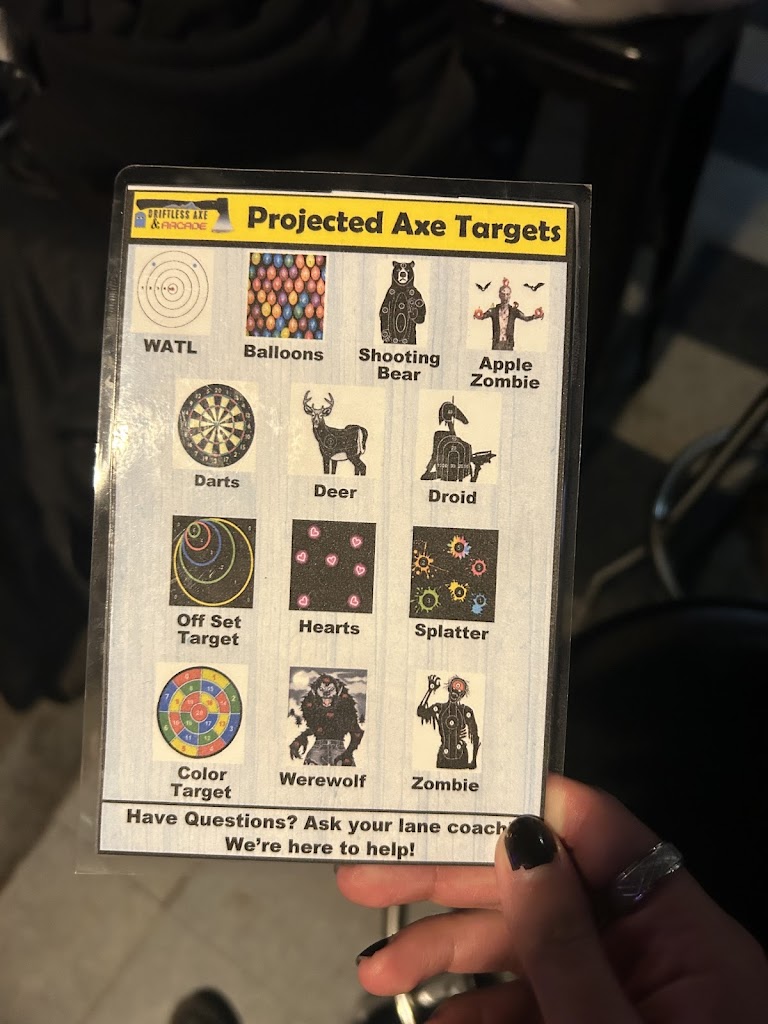 DRIFTLESS AXE
& ARCADE
Projected Axe Targets
WATL
Balloons
Shooting
Bear
Apple
Zombie
Darts
Deer
Droid
Off Set
Target
Hearts
Splatter
Color
Target
Werewolf
Zombie
Have Questions? Ask your lane coach
We're here to help!